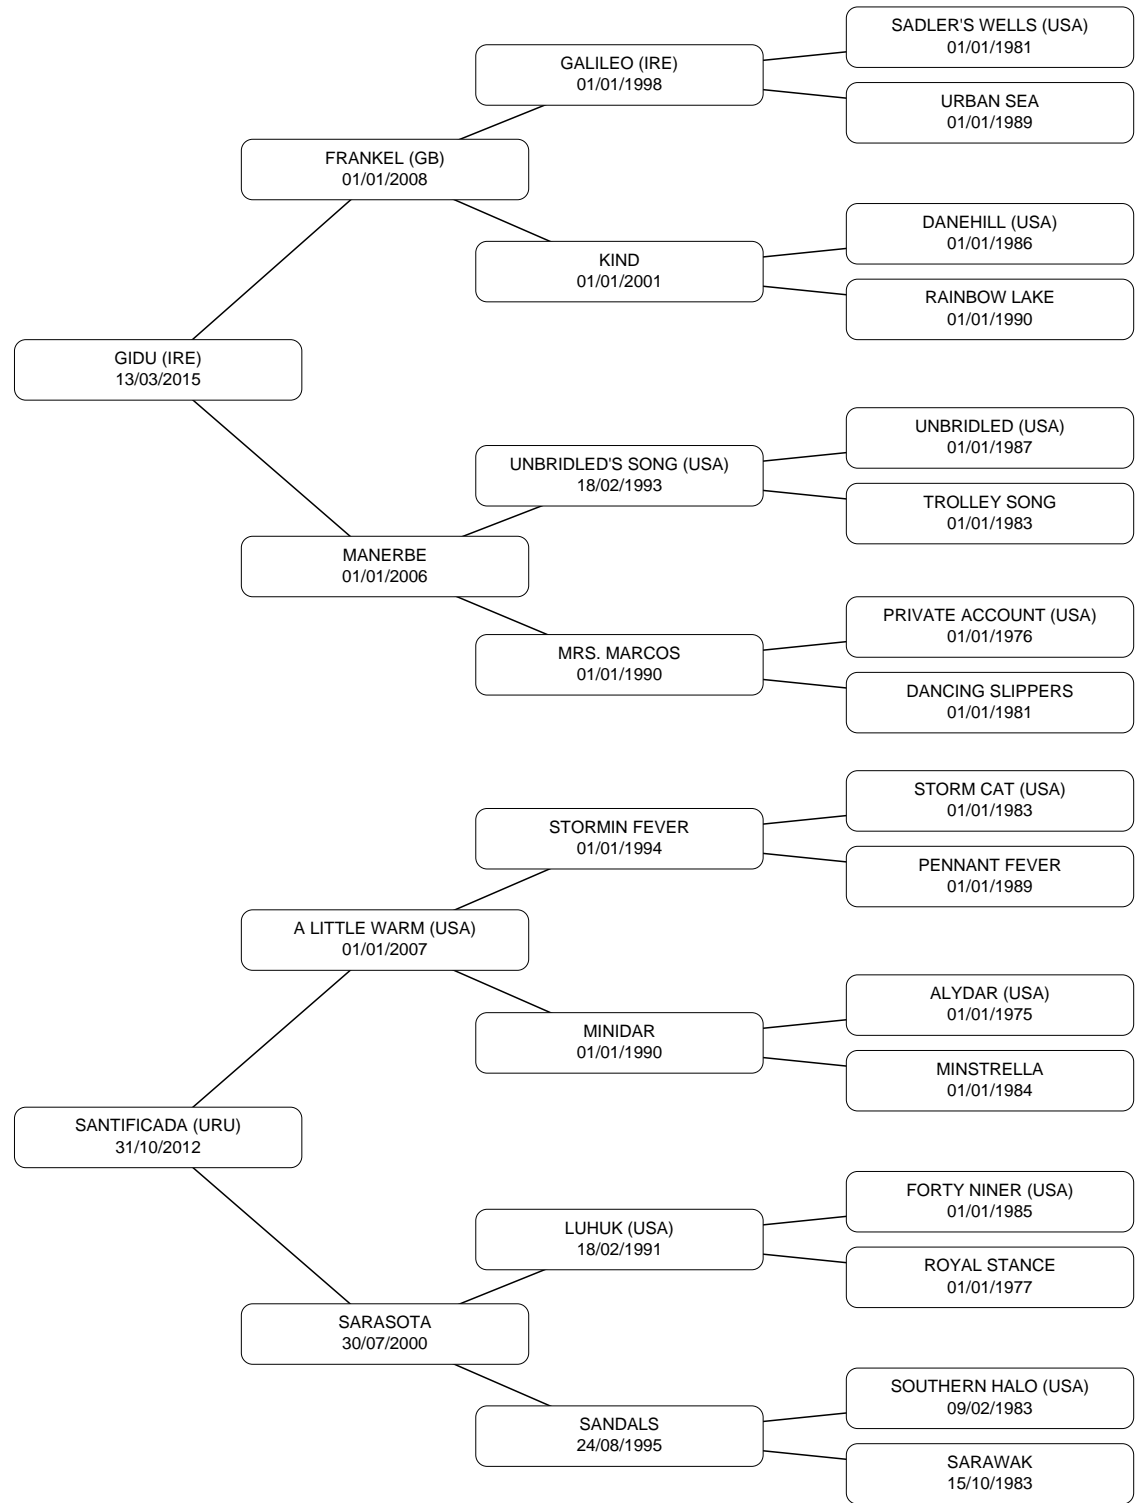 SADLER'S WELLS (USA)
01/01/1981
GALILEO (IRE)
01/01/1998
URBAN SEA
01/01/1989
FRANKEL (GB)
01/01/2008
DANEHILL (USA)
01/01/1986
KIND
01/01/2001
RAINBOW LAKE
01/01/1990
GIDU (IRE)
13/03/2015
UNBRIDLED (USA)
01/01/1987
UNBRIDLED'S SONG (USA)
18/02/1993
TROLLEY SONG
01/01/1983
MANERBE
01/01/2006
PRIVATE ACCOUNT (USA)
01/01/1976
MRS. MARCOS
01/01/1990
DANCING SLIPPERS
01/01/1981
STORM CAT (USA)
01/01/1983
STORMIN FEVER
01/01/1994
PENNANT FEVER
01/01/1989
A LITTLE WARM (USA)
01/01/2007
ALYDAR (USA)
01/01/1975
MINIDAR
01/01/1990
MINSTRELLA
01/01/1984
SANTIFICADA (URU)
31/10/2012
FORTY NINER (USA)
01/01/1985
LUHUK (USA)
18/02/1991
ROYAL STANCE
01/01/1977
SARASOTA
30/07/2000
SOUTHERN HALO (USA)
09/02/1983
SANDALS
24/08/1995
SARAWAK
15/10/1983